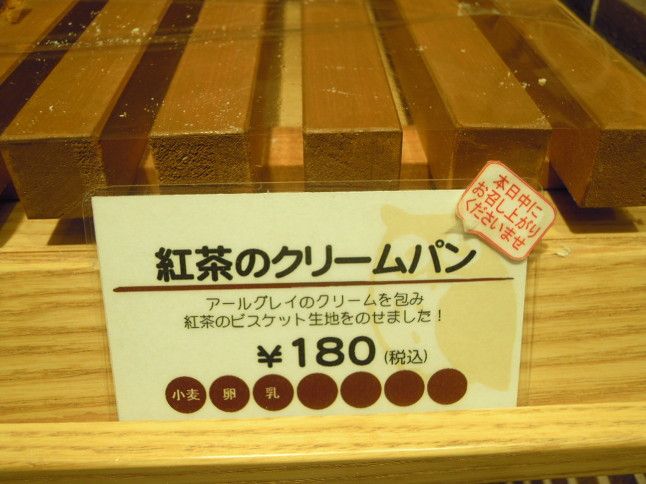 本日中に
お召し上がり
くださいませ
紅茶のクリームパン
アールグレイのクリームを包み
紅茶のビスケット生地をのせました!
¥180(税込)
小麦 卵 乳